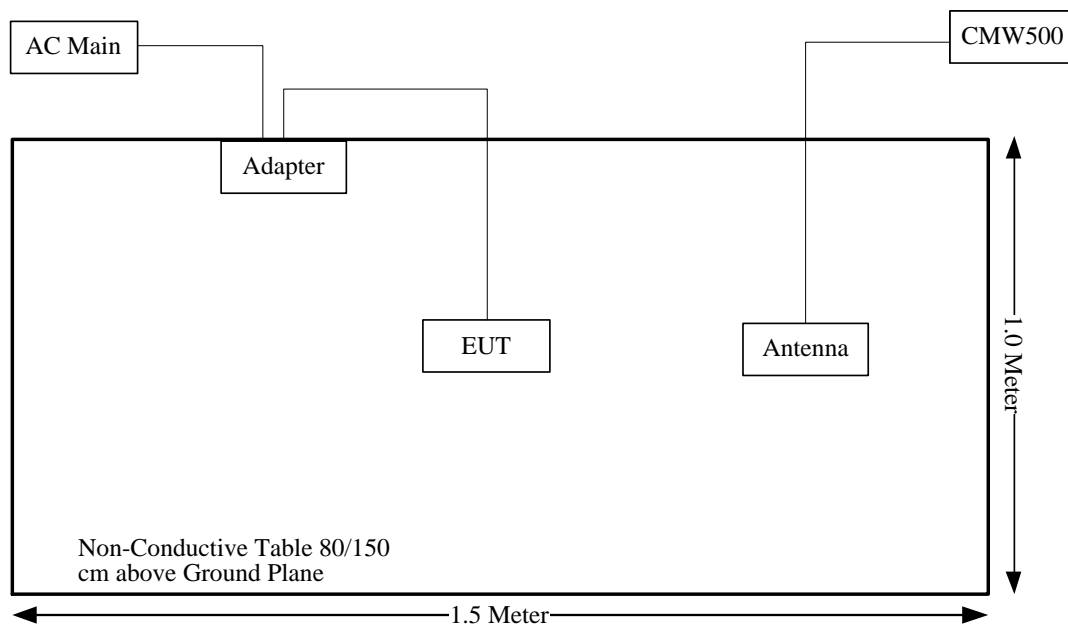 AC Main
CMW500
Adapter
EUT
Antenna
1.0 Meter
Non-Conductive Table 80/150
cm above Ground Plane
1.5 Meter